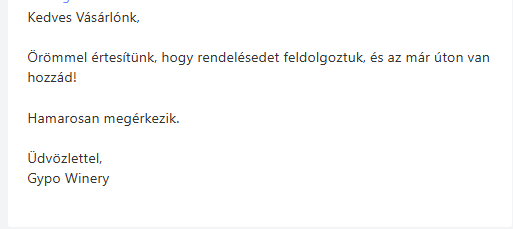 Kedves Vásárlónk,
Örömmel értesítünk, hogy rendelésedet feldolgoztuk, és az már úton van
hozzád!
Hamarosan megérkezik.
Üdvözlettel,
Gypo Winery